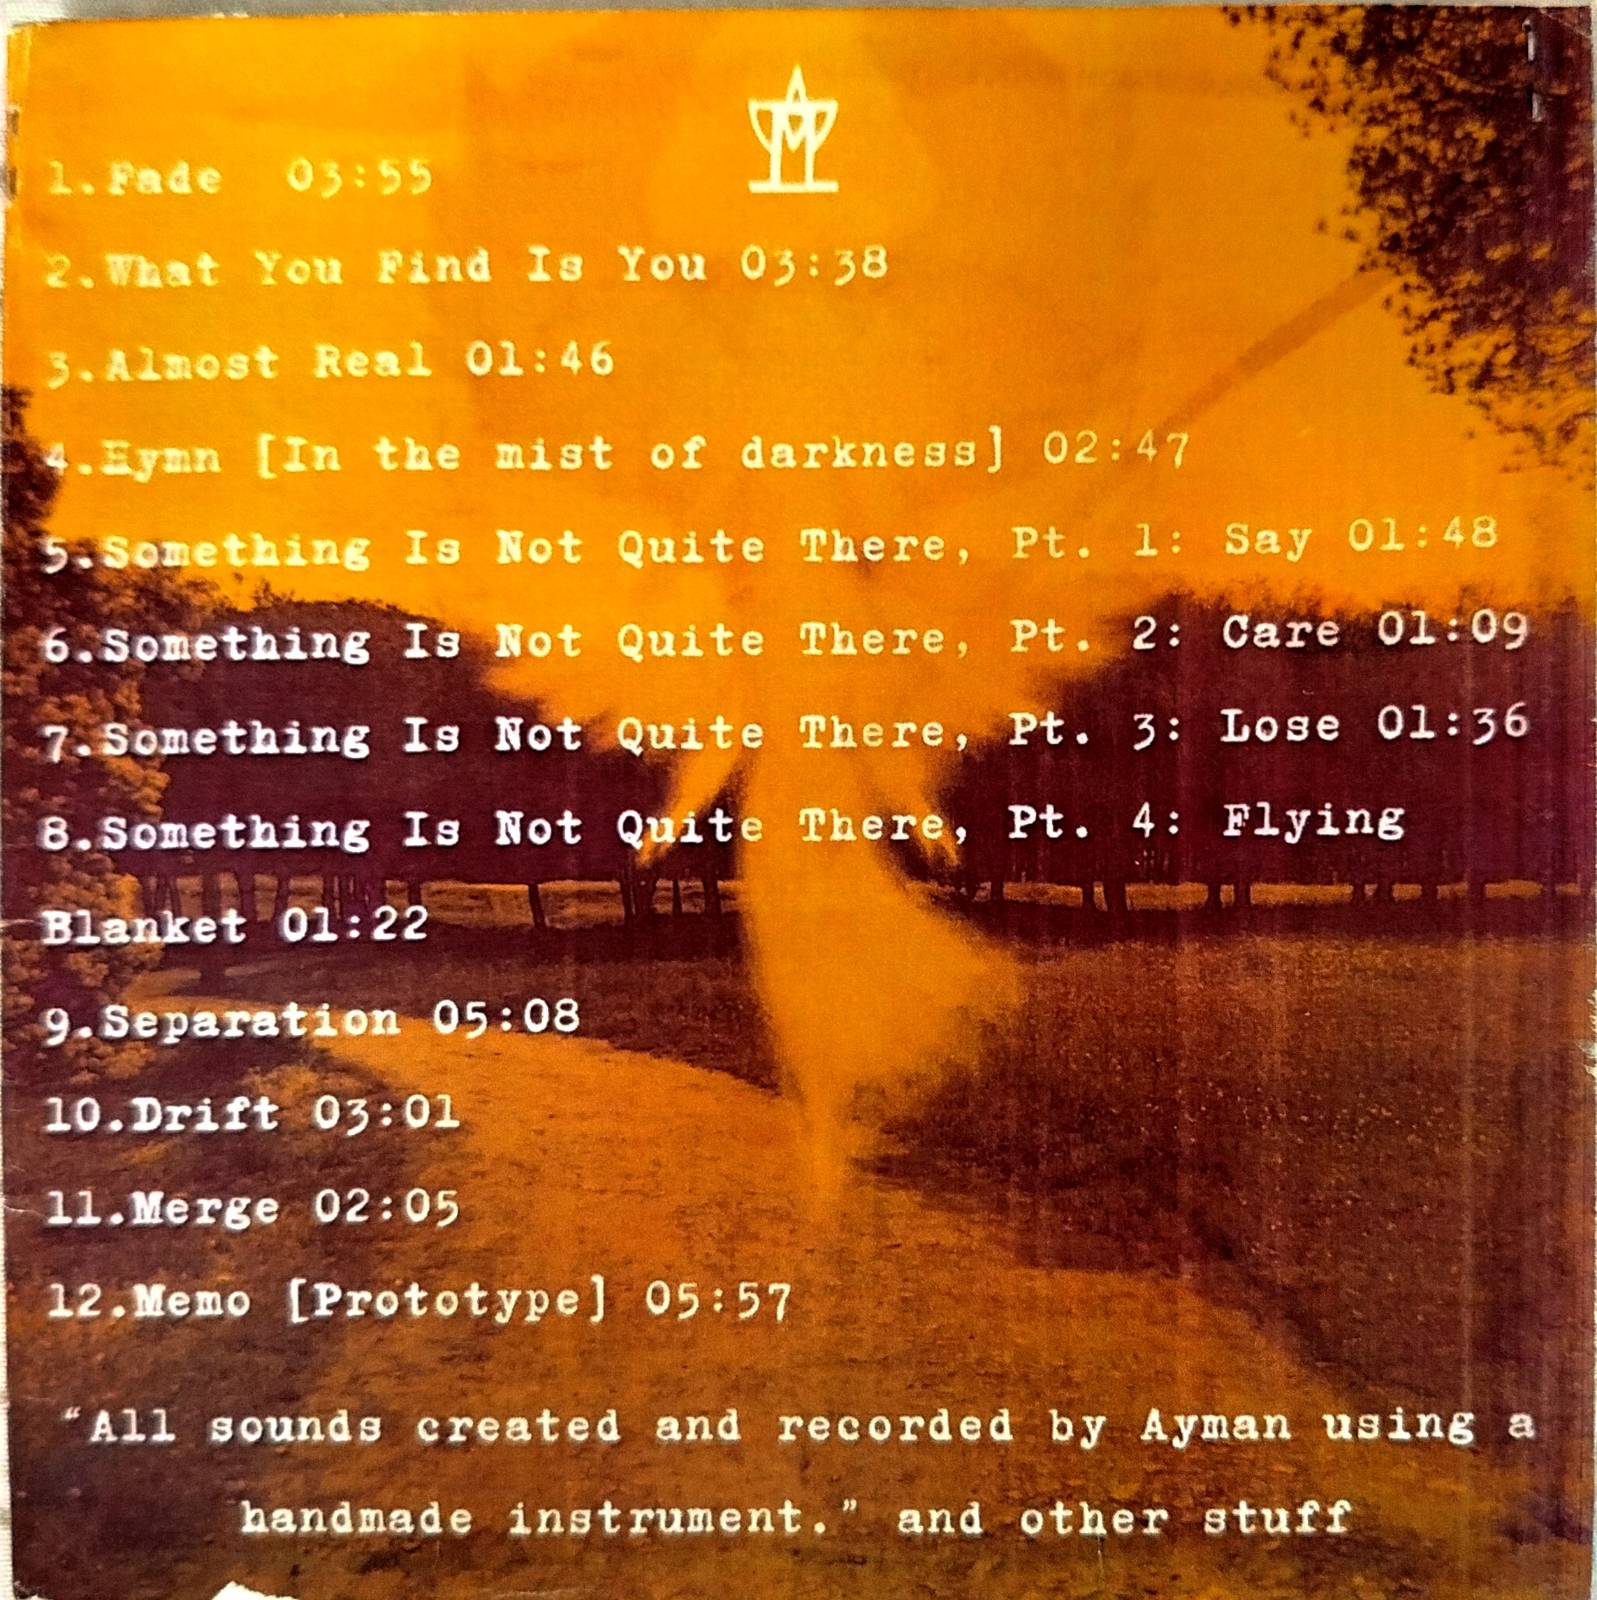 1.Fade 03:55
2.What You Find Is You 03:38
3.Almost Real 01:46
4.Hymn [In the mist of darkness] 02:47
5.Something Is Not Quite There, Pt. 1: Say 01:48
6.Something Is Not Quite There, Pt. 2: Care 01:09
7.Something Is Not Quite There, Pt. 3: Lose 01:36
8.Something Is Not Quite There, Pt. 4: Flying
Blanket 01:22
9.Separation 05:08
10.Drift 03:01
11.Merge 02:05
12.Memo [Prototype] 05:57
“All sounds created and recorded by Ayman using a
handmade instrument.” and other stuff